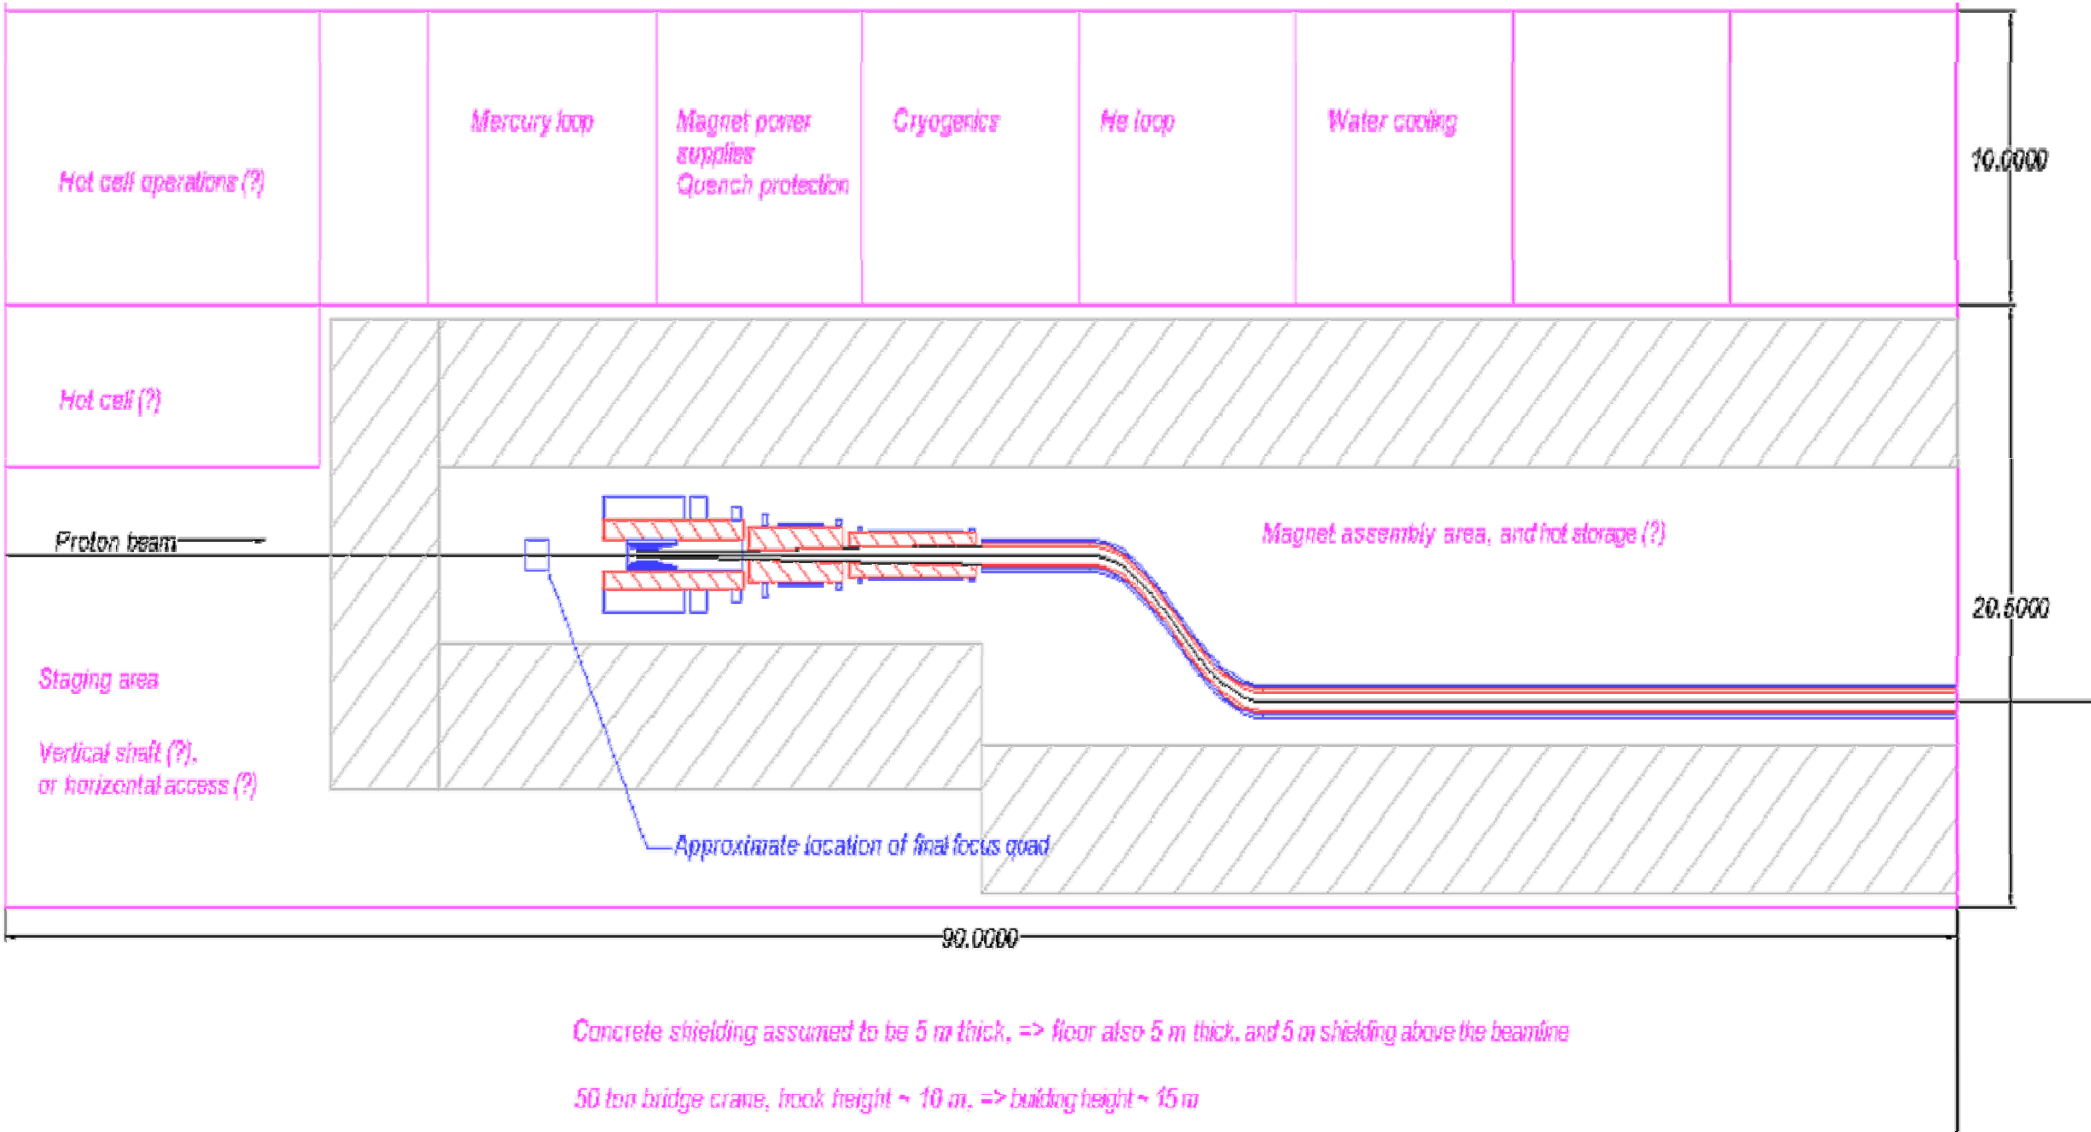 Mercury loop
Magnet power
supplies
Quench protection
Cryogenics
He loop
Water cooling
Hot cell operations (?)
10.0000
Hot cell (?)
Proton beam
Magnet assembly area, and hot storage (?)
20.5000
Staging area
Vertical shaft (?),
or horizontal access (?)
Approximate location of final focus quad
90.0000
Concrete shielding assumed to be 5 m thick, => floor also 5 m thick, and 5 m shielding above the beamline
50 ton bridge crane, hook height ~ 10 m, => building height ~ 15 m